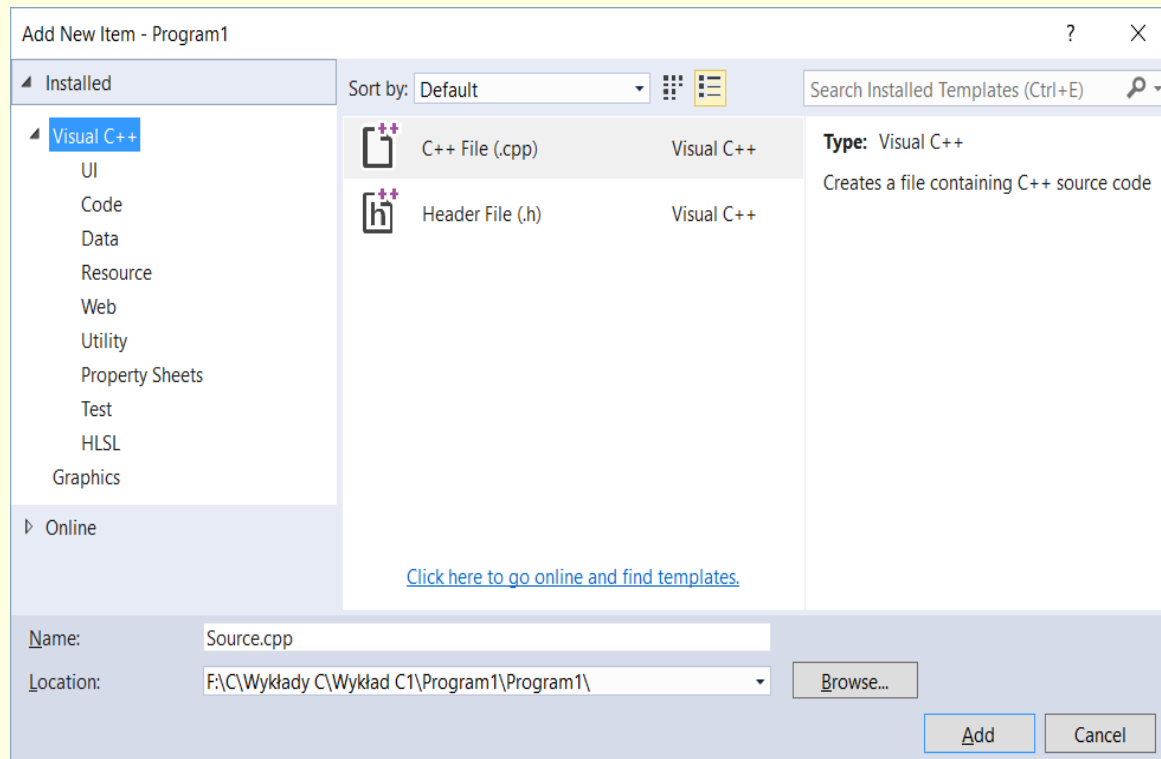 Add New Item - Program1
?
Installed
Sort by: Default
Search Installed Templates (Ctrl+E)
Visual C++
UI
Code
Data
Resource
Web
Utility
Property Sheets
Test
HLSL
Graphics
Online
C++ File (.cpp) Visual C++
Header File (.h) Visual C++
Click here to go online and find templates.
Type: Visual C++
Creates a file containing C++ source code
Name: Source.cpp
Location: F:\C\Wykłady C\Wykład C1\Program1\Program1\
Browse...
Add
Cancel